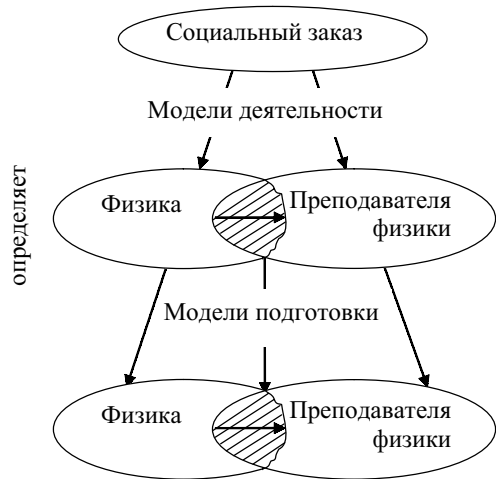 Социальный заказ
Модели деятельности
определяет
Физика
Преподавателя
физики
Модели подготовки
Физика
Преподавателя
физики